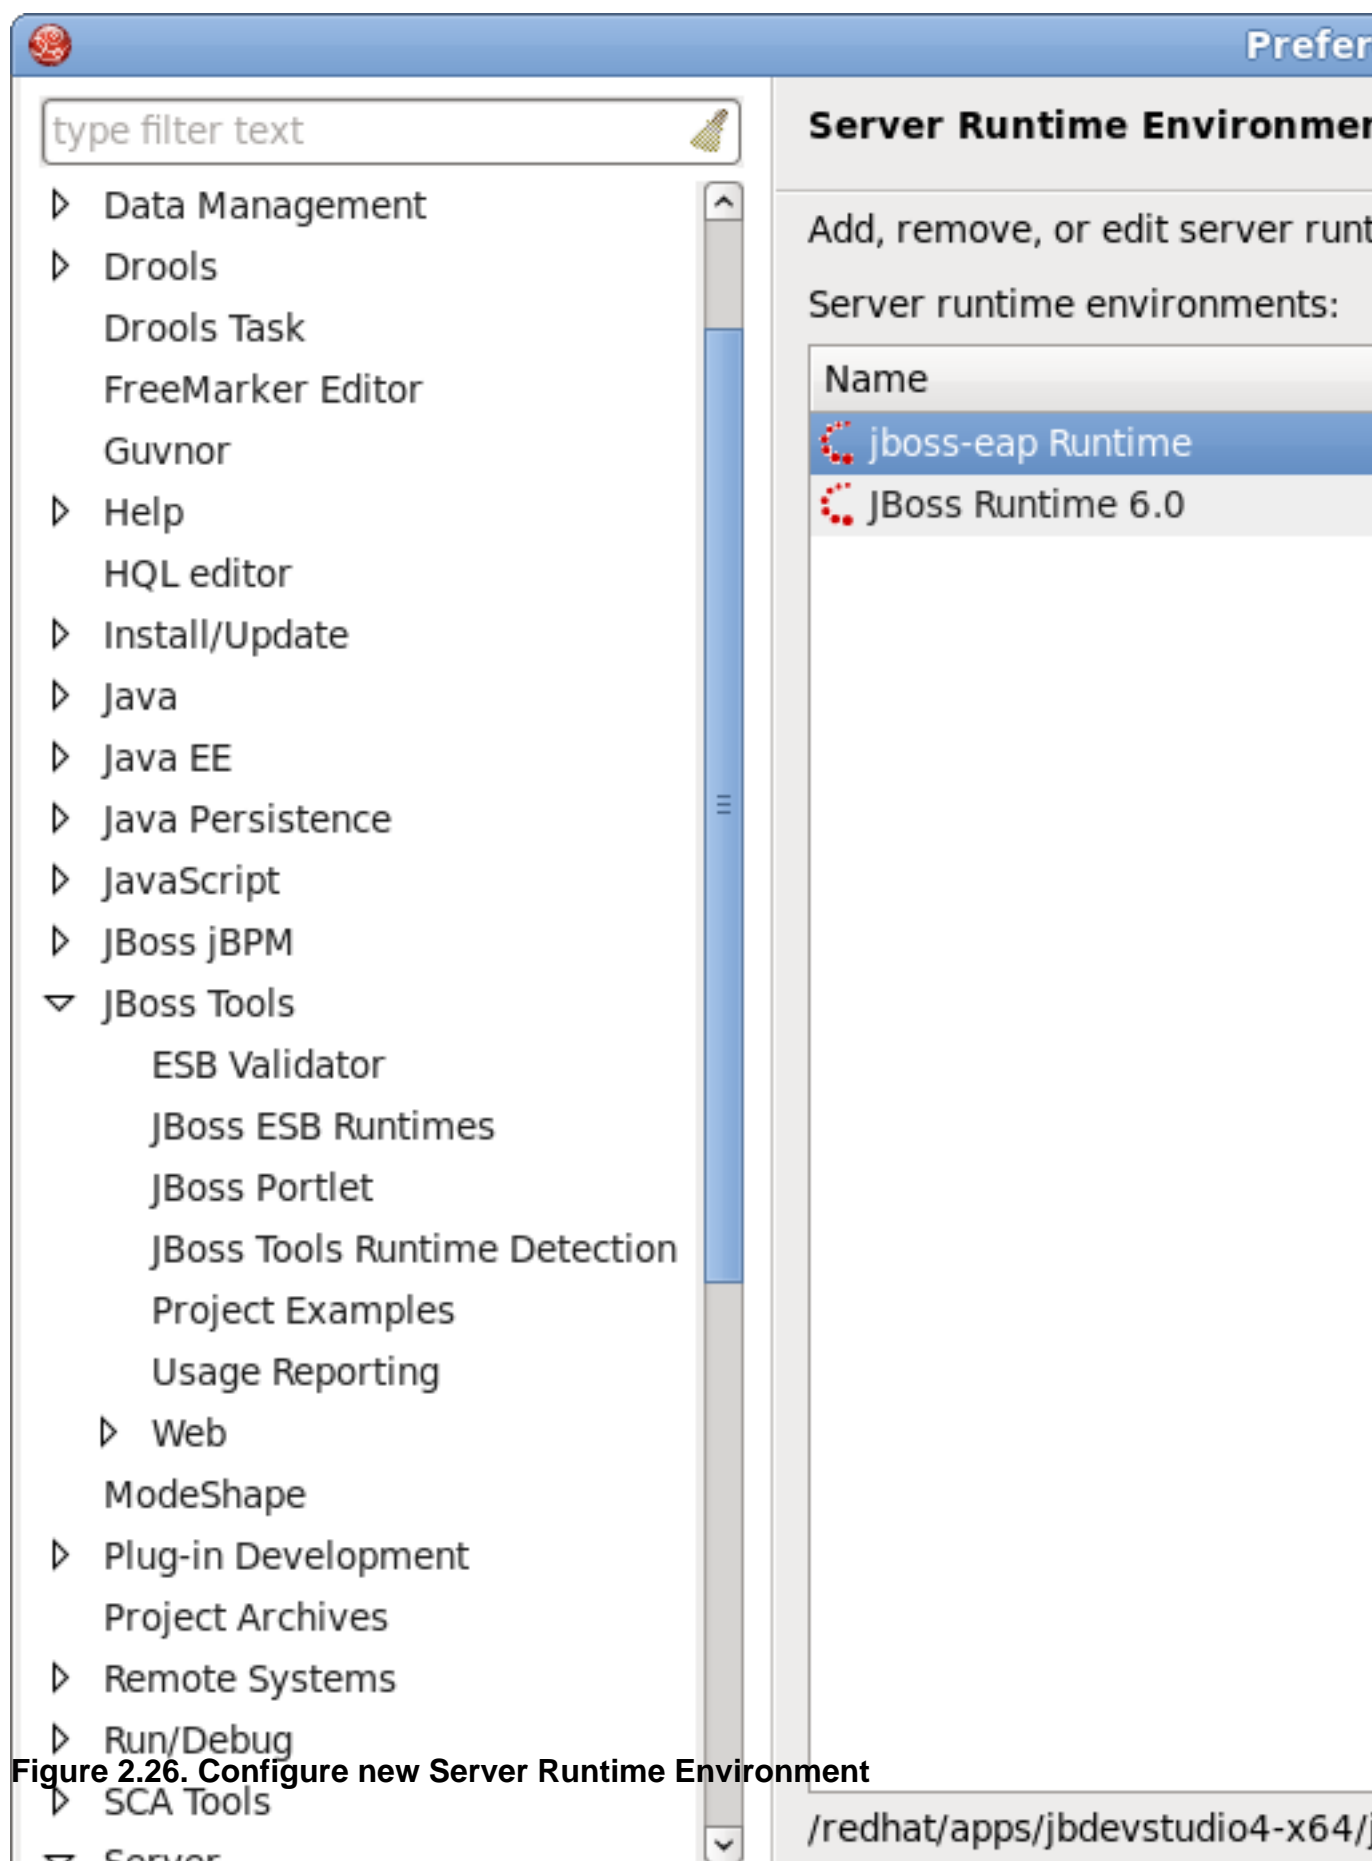 Prefer
type filter text
Data Management
Drools
Drools Task
FreeMarker Editor
Guvnor
Help
HQL editor
Install/Update
Java
Java EE
Java Persistence
JavaScript
JBoss jBPM
JBoss Tools
ESB Validator
JBoss ESB Runtimes
JBoss Portlet
JBoss Tools Runtime Detection
Project Examples
Usage Reporting
Web
ModeShape
Plug-in Development
Project Archives
Remote Systems
Run/Debug
SCA Tools
Server
Server Runtime Environmen
Add, remove, or edit server runt
Server runtime environments:
Name
jboss-eap Runtime
JBoss Runtime 6.0
/redhat/apps/jbdevstudio4-x64/j
Figure 2.26. Configure new Server Runtime Environment